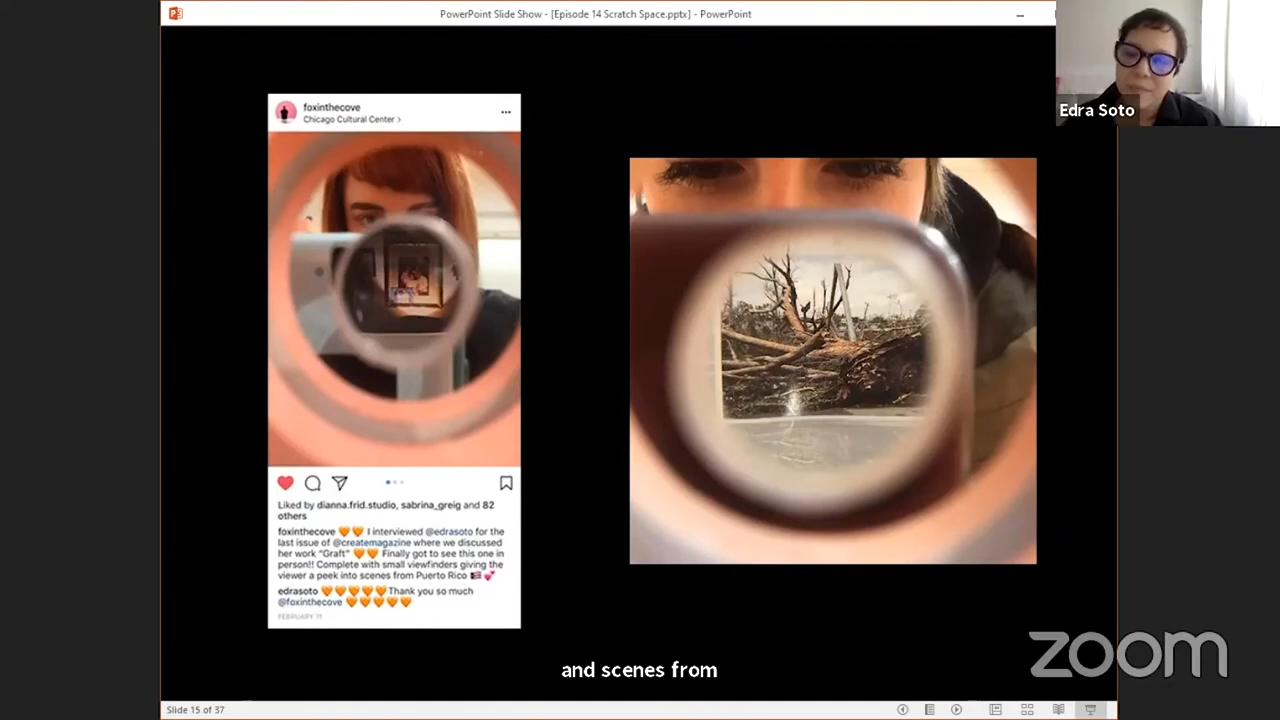 PowerPoint Slide Show - [Episode 14 Scratch Space.pptx] - PowerPoint
Edra Soto
foxinthecove
Chicago Cultural Center >
Liked by dianna.frid.studio, sabrina_greig and 82
others
foxinthecove 🧡🧡 I interviewed @edrasoto for the
last issue of @createmagazine where we discussed
her work “Graft” 🧡🧡 Finally got to see this one in
person!! Complete with small viewfinders giving the
viewer a peek into scenes from Puerto Rico 🇵🇷💕
edrasoto 🧡🧡🧡🧡🧡Thank you so much
@foxinthecove 🧡🧡🧡🧡🧡
FEBRUARY 11
and scenes from
zoom
Slide 15 of 37